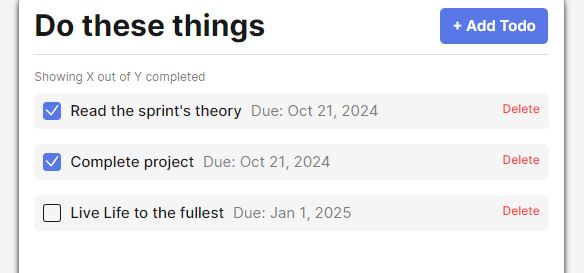 Do these things
+ Add Todo
Showing X out of Y completed
Read the sprint's theory Due: Oct 21, 2024 Delete
Complete project Due: Oct 21, 2024 Delete
Live Life to the fullest Due: Jan 1, 2025 Delete